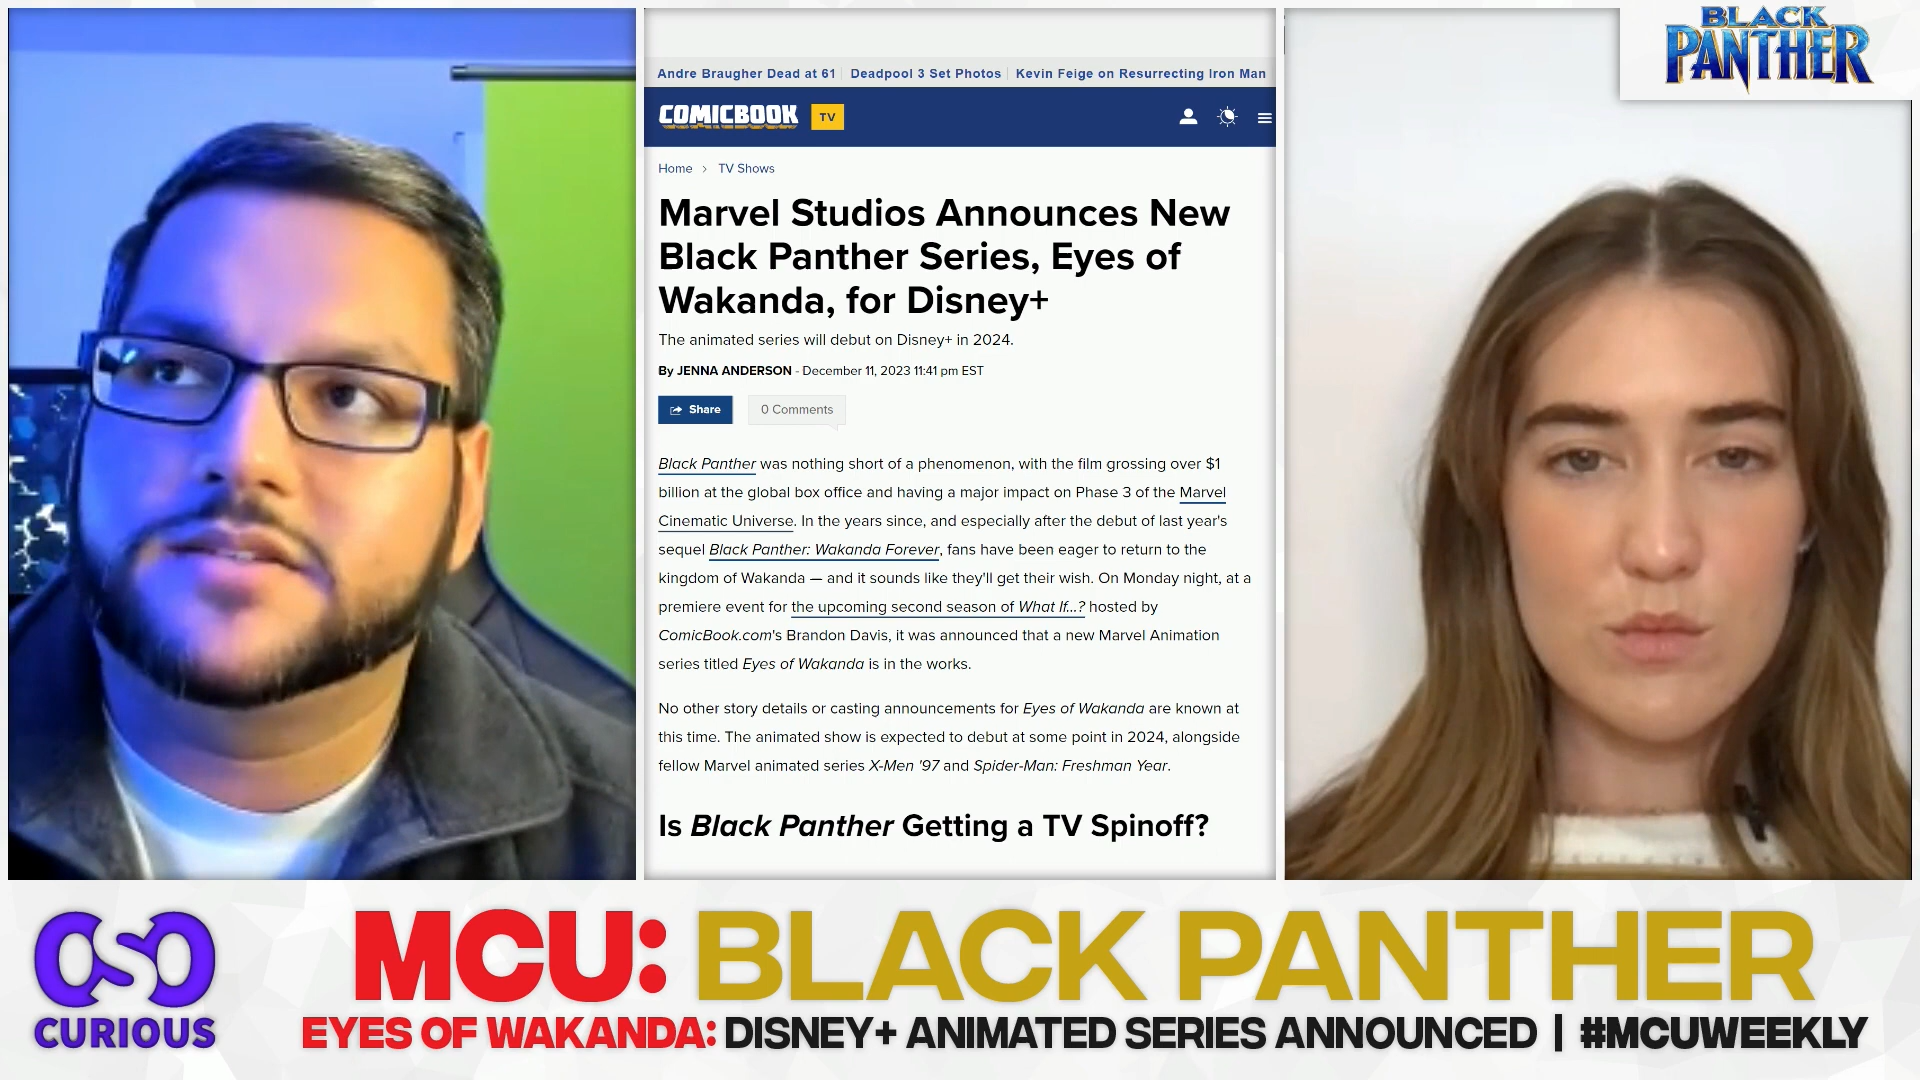 BLACK
PANTHER
Andre Braugher Dead at 61 Deadpool 3 Set Photos Kevin Feige on Resurrecting Iron Man
COMICBOOK TV
Home > TV Shows
Marvel Studios Announces New
Black Panther Series, Eyes of
Wakanda, for Disney+
The animated series will debut on Disney+ in 2024.
By JENNA ANDERSON - December 11, 2023 11:41 pm EST
Share 0 Comments
Black Panther was nothing short of a phenomenon, with the film grossing over $1
billion at the global box office and having a major impact on Phase 3 of the Marvel
Cinematic Universe. In the years since, and especially after the debut of last year's
sequel Black Panther: Wakanda Forever, fans have been eager to return to the
kingdom of Wakanda — and it sounds like they'll get their wish. On Monday night, at a
premiere event for the upcoming second season of What If...? hosted by
ComicBook.com's Brandon Davis, it was announced that a new Marvel Animation
series titled Eyes of Wakanda is in the works.
No other story details or casting announcements for Eyes of Wakanda are known at
this time. The animated show is expected to debut at some point in 2024, alongside
fellow Marvel animated series X-Men '97 and Spider-Man: Freshman Year.
Is Black Panther Getting a TV Spinoff?
OSO
CURIOUS
MCU: BLACK PANTHER
EYES OF WAKANDA: DISNEY+ ANIMATED SERIES ANNOUNCED | #MCUWEEKLY